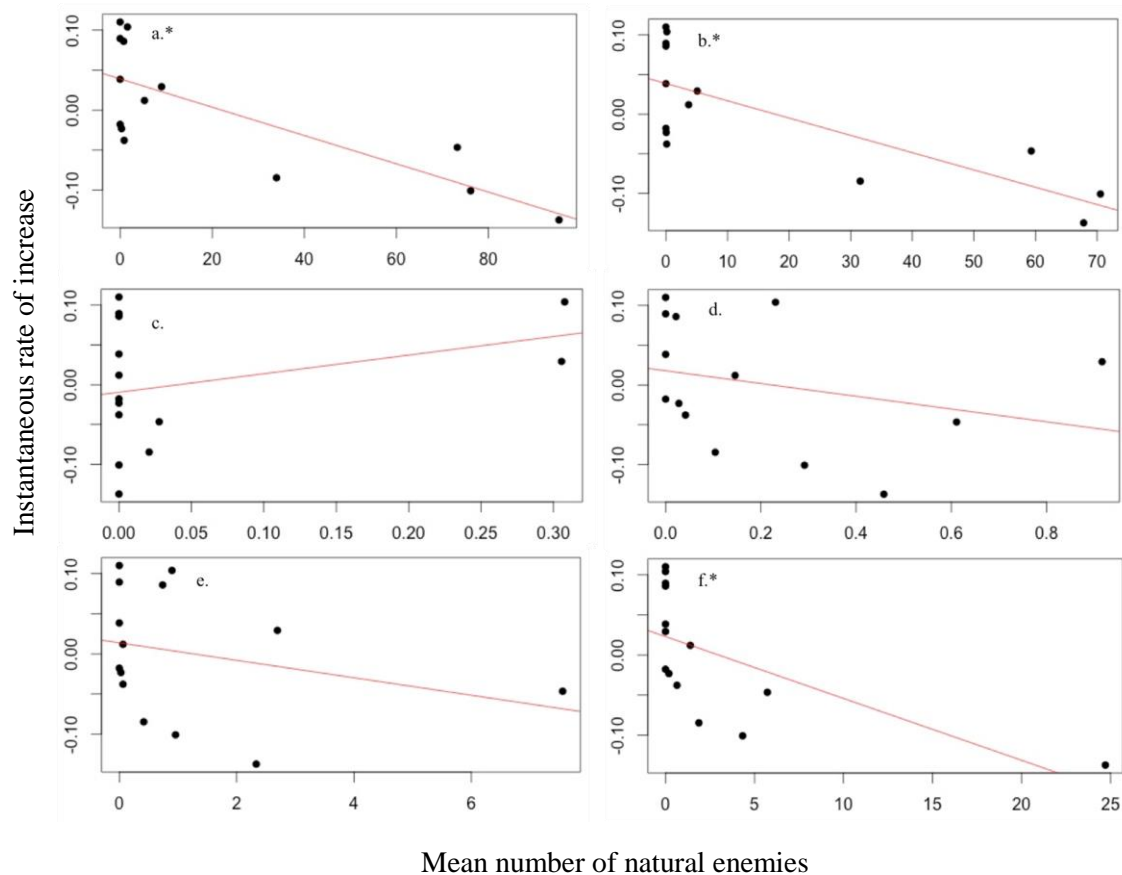 Instantaneous rate of increase
0.10
0.00
-0.10
a.*
0 20 40 60 80
0.10
0.00
-0.10
b.*
0 10 20 30 40 50 60 70
0.10
0.00
-0.10
c.
0.00 0.05 0.10 0.15 0.20 0.25 0.30
0.10
0.00
-0.10
d.
0.0 0.2 0.4 0.6 0.8
0.10
0.00
-0.10
e.
0 2 4 6
0.10
0.00
-0.10
f.*
0 5 10 15 20 25
Mean number of natural enemies